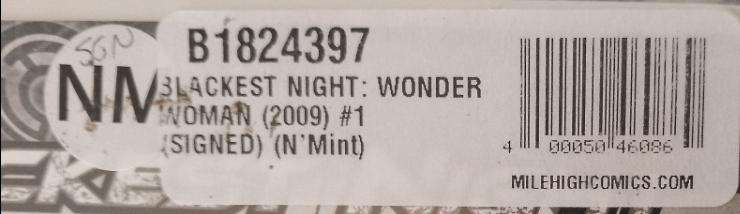 SGN
NM
B1824397
BLACKEST NIGHT: WONDER
WOMAN (2009) #1
(SIGNED) (N'Mint)
4 00050 46086
MILEHIGHCOMICS.COM